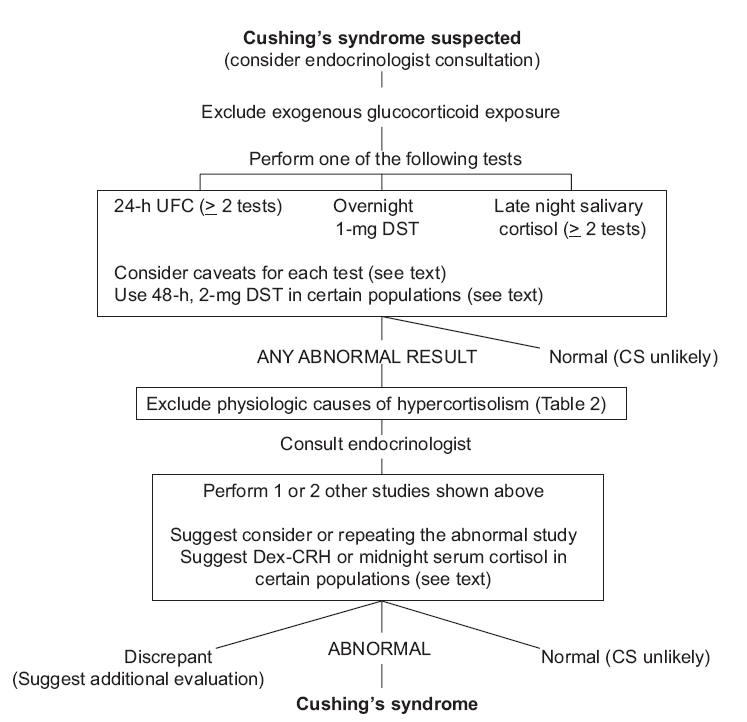 Cushing's syndrome suspected
(consider endocrinologist consultation)
Exclude exogenous glucocorticoid exposure
Perform one of the following tests
24-h UFC (≥ 2 tests)
Overnight
1-mg DST
Late night salivary
cortisol (≥ 2 tests)
Consider caveats for each test (see text)
Use 48-h, 2-mg DST in certain populations (see text)
ANY ABNORMAL RESULT
Normal (CS unlikely)
Exclude physiologic causes of hypercortisolism (Table 2)
Consult endocrinologist
Perform 1 or 2 other studies shown above
Suggest consider or repeating the abnormal study
Suggest Dex-CRH or midnight serum cortisol in
certain populations (see text)
Discrepant
(Suggest additional evaluation)
ABNORMAL
Normal (CS unlikely)
Cushing's syndrome